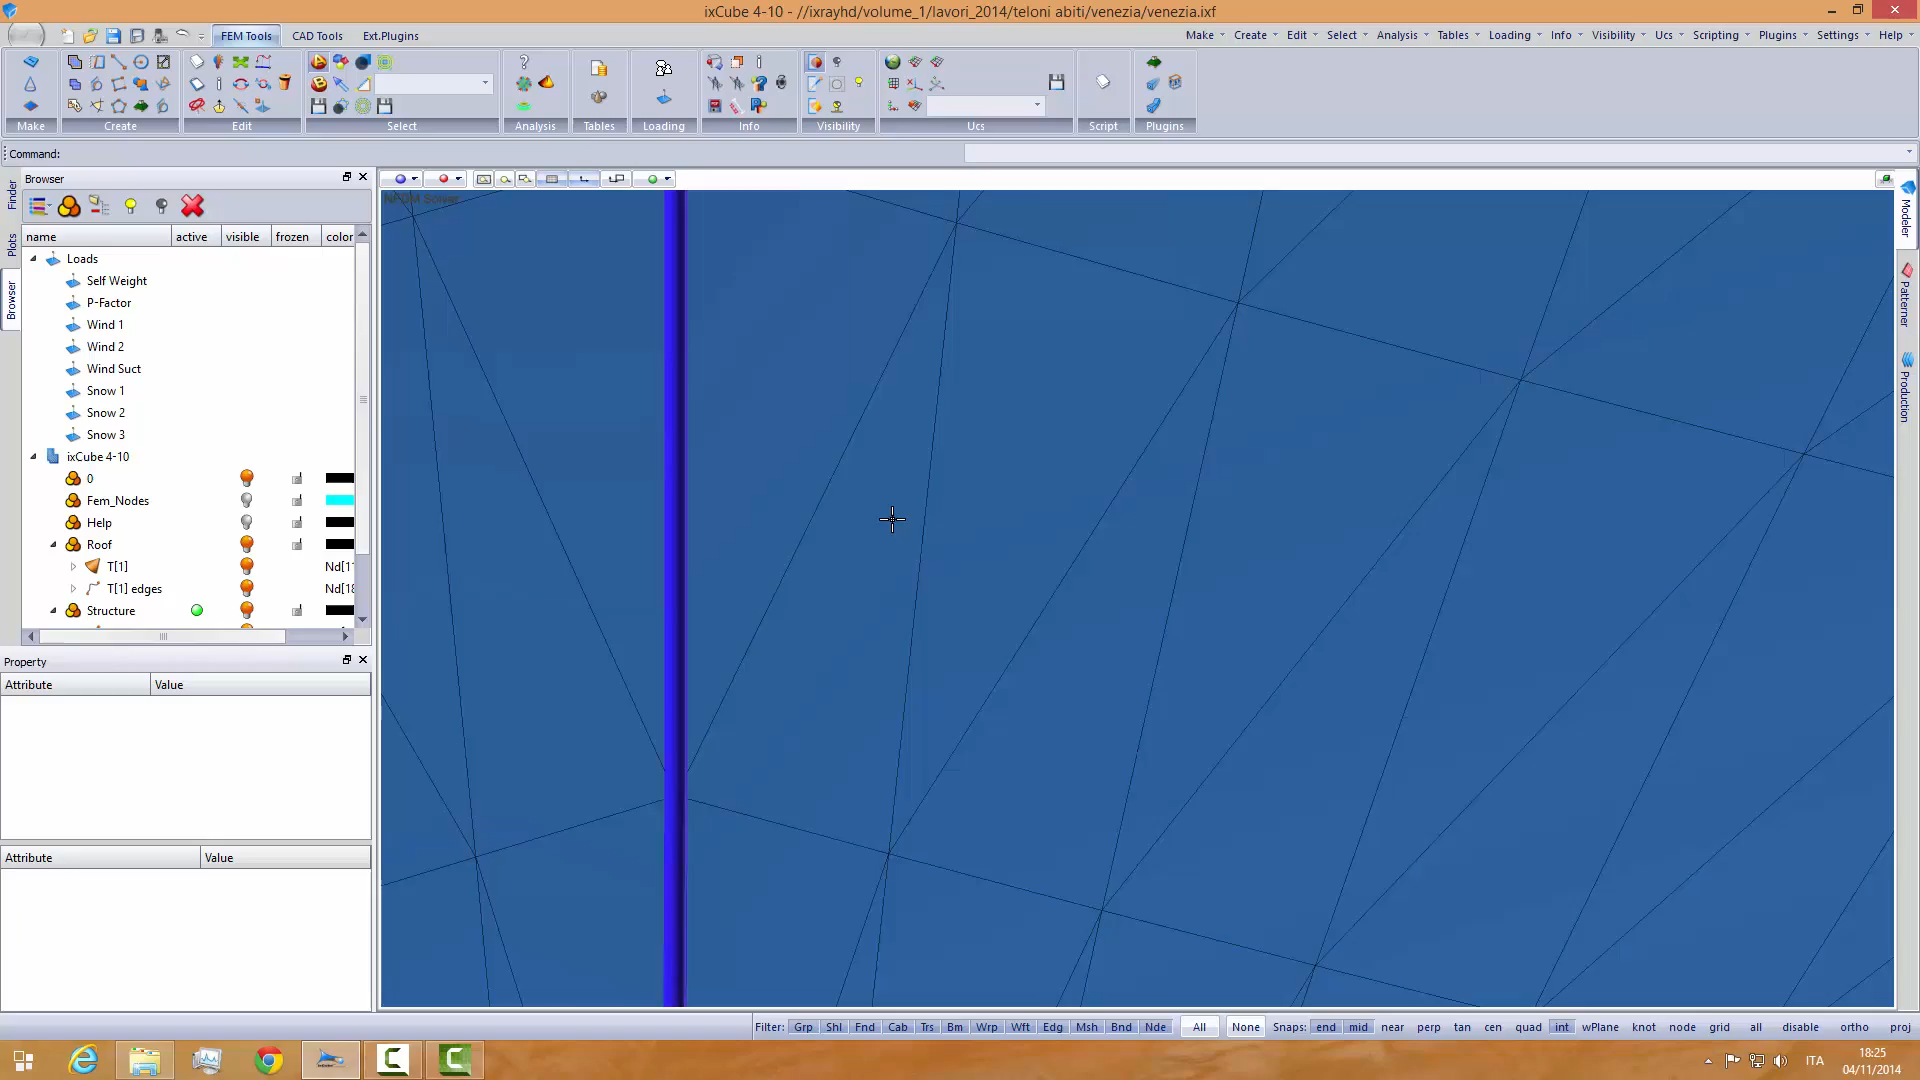 ixCube 4-10 - //ixrayhd/volume_1/lavori_2014/teloni abiti/venezia/venezia.ixf
FEM Tools CAD Tools Ext.Plugins
Make Create Edit Select Analysis Tables Loading Info Visibility Ucs Scripting Plugins Settings Help
Make Create Edit Select Analysis Tables Loading Info Visibility Ucs Script Plugins
Command:
Browser
name active visible frozen color
Loads
Self Weight
P-Factor
Wind 1
Wind 2
Wind Suct
Snow 1
Snow 2
Snow 3
ixCube 4-10
0
Fem_Nodes
Help
Roof
T[1] Nd[1
T[1] edges Nd[18
Structure
Property
Attribute Value
Attribute Value
Finder
Plots
Browser
Modeler
Patterner
Production
Filter: Grp Shl Fnd Cab Trs Bm Wrp Wft Edg Msh Bnd Nde All None Snaps: end mid near perp tan cen quad int wPlane knot node grid all disable ortho proj
ITA
18:25
04/11/2014